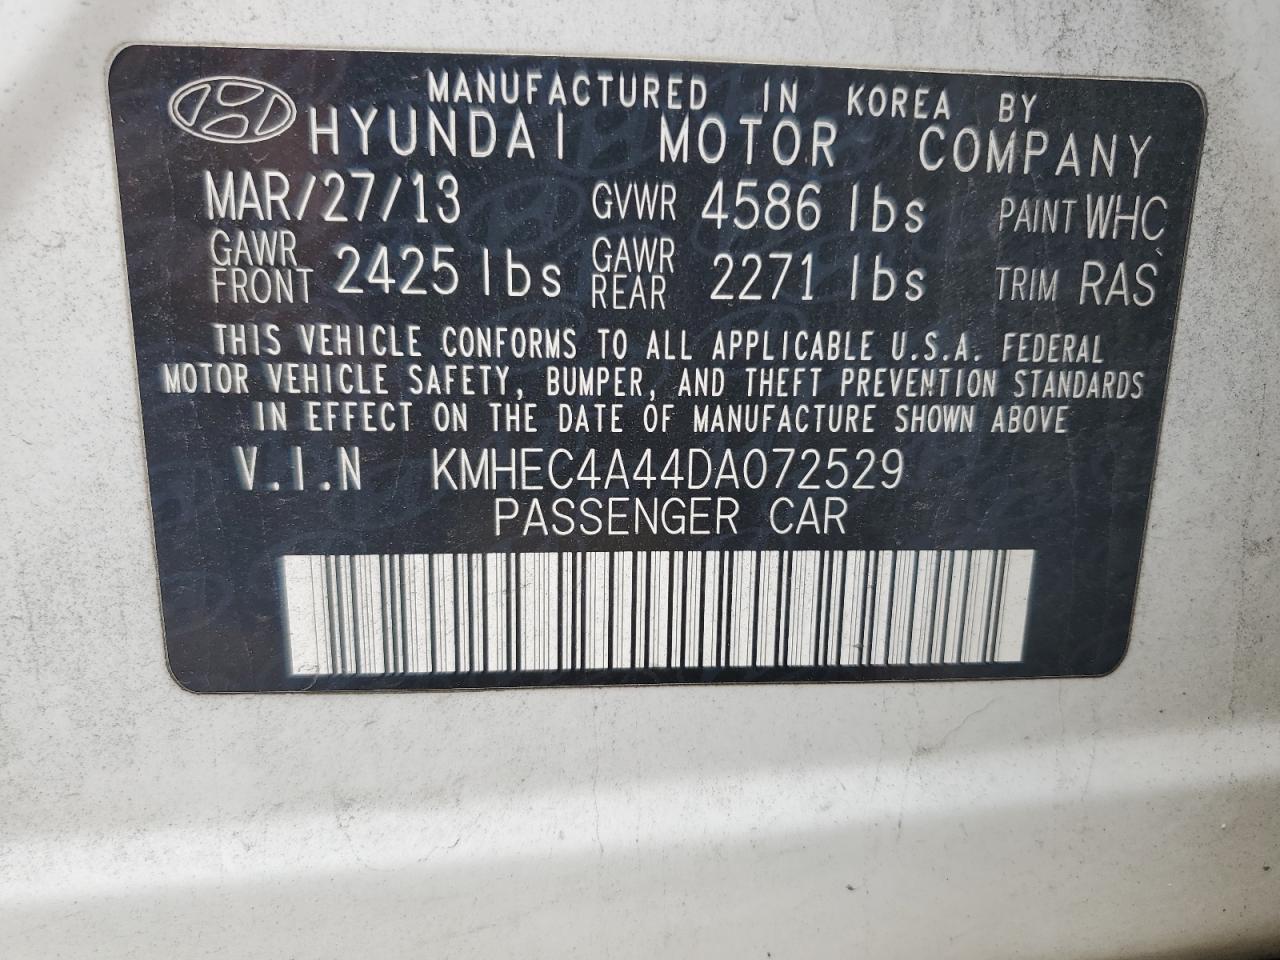 MANUFACTURED IN KOREA BY
HYUNDAI MOTOR COMPANY
MAR/27/13 GVWR 4586 lbs PAINT WHC
GAWR FRONT 2425 lbs GAWR REAR 2271 lbs TRIM RAS
THIS VEHICLE CONFORMS TO ALL APPLICABLE U.S.A. FEDERAL
MOTOR VEHICLE SAFETY, BUMPER, AND THEFT PREVENTION STANDARDS
IN EFFECT ON THE DATE OF MANUFACTURE SHOWN ABOVE
V.I.N KMHEC4A44DA072529
PASSENGER CAR